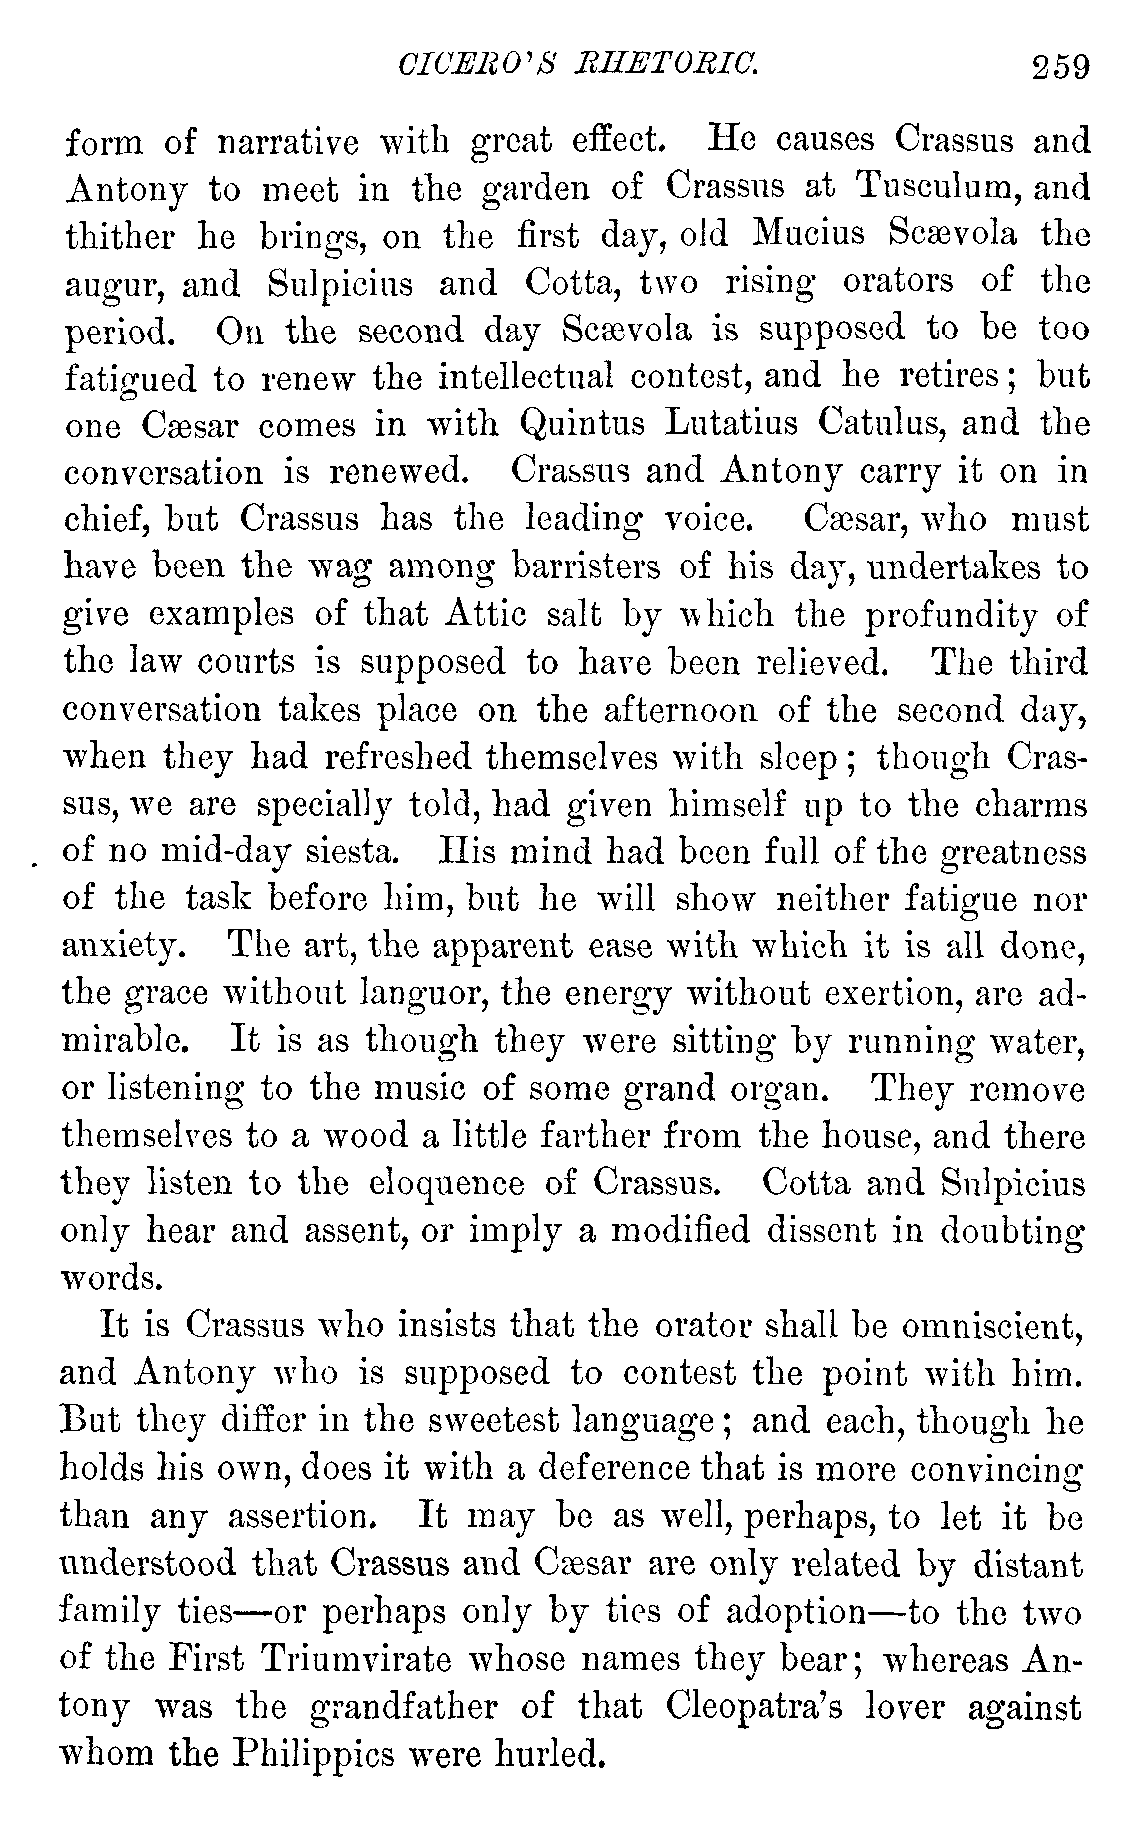 CICERO'S RHETORIC. 259
form of narrative with great effect. He causes Crassus and
Antony to meet in the garden of Crassus at Tusculum, and
thither he brings, on the first day, old Mucius Scævola the
augur, and Sulpicius and Cotta, two rising orators of the
period. On the second day Scævola is supposed to be too
fatigued to renew the intellectual contest, and he retires; but
one Cæsar comes in with Quintus Lutatius Catulus, and the
conversation is renewed. Crassus and Antony carry it on in
chief, but Crassus has the leading voice. Cæsar, who must
have been the wag among barristers of his day, undertakes to
give examples of that Attic salt by which the profundity of
the law courts is supposed to have been relieved. The third
conversation takes place on the afternoon of the second day,
when they had refreshed themselves with sleep; though Cras-
sus, we are specially told, had given himself up to the charms
of no mid-day siesta. His mind had been full of the greatness
of the task before him, but he will show neither fatigue nor
anxiety. The art, the apparent ease with which it is all done,
the grace without languor, the energy without exertion, are ad-
mirable. It is as though they were sitting by running water,
or listening to the music of some grand organ. They remove
themselves to a wood a little farther from the house, and there
they listen to the eloquence of Crassus. Cotta and Sulpicius
only hear and assent, or imply a modified dissent in doubting
words.
It is Crassus who insists that the orator shall be omniscient,
and Antony who is supposed to contest the point with him.
But they differ in the sweetest language; and each, though he
holds his own, does it with a deference that is more convincing
than any assertion. It may be as well, perhaps, to let it be
understood that Crassus and Cæsar are only related by distant
family ties—or perhaps only by ties of adoption—to the two
of the First Triumvirate whose names they bear; whereas An-
tony was the grandfather of that Cleopatra's lover against
whom the Philippics were hurled.